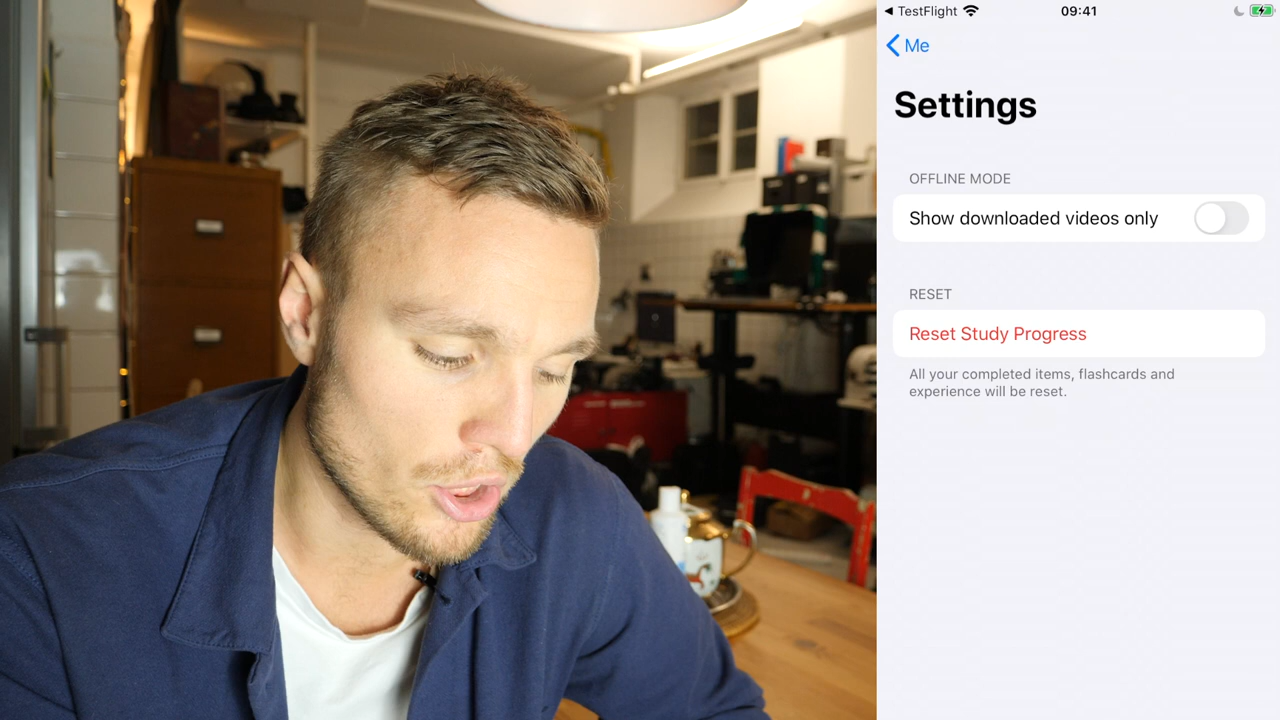 TestFlight 09:41
Me
Settings
OFFLINE MODE
Show downloaded videos only
RESET
Reset Study Progress
All your completed items, flashcards and
experience will be reset.